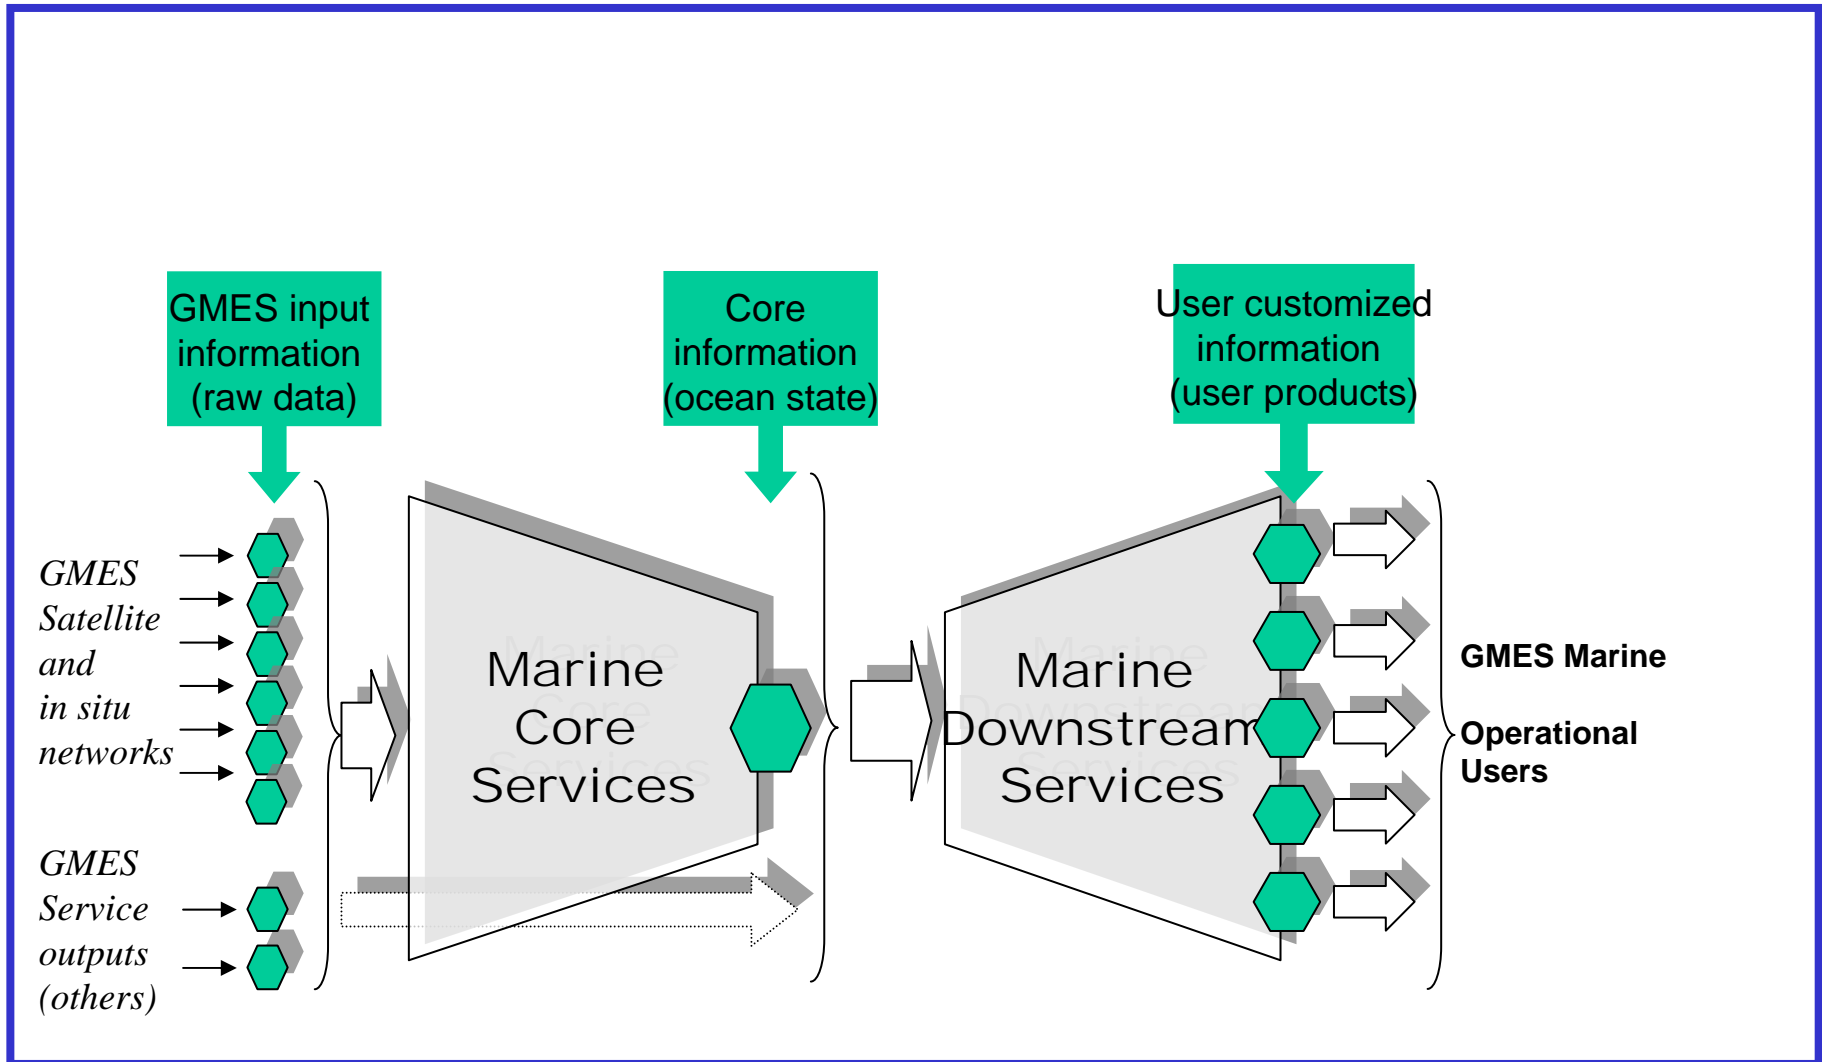 GMES input
information
(raw data)
Core
information
(ocean state)
User customized
information
(user products)
GMES
Satellite
and
in situ
networks
GMES
Service
outputs
(others)
Marine
Core
Services
Marine
Downstream
Services
GMES Marine
Operational
Users